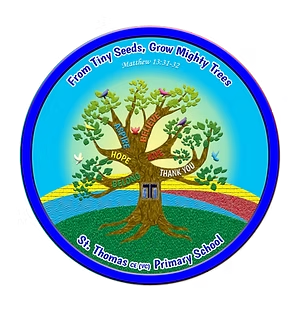 From Tiny Seeds, Grow Mighty Trees
Matthew 13:31-32
BELIEVE
HOPE
THANK YOU
St. Thomas CE (VC) Primary School